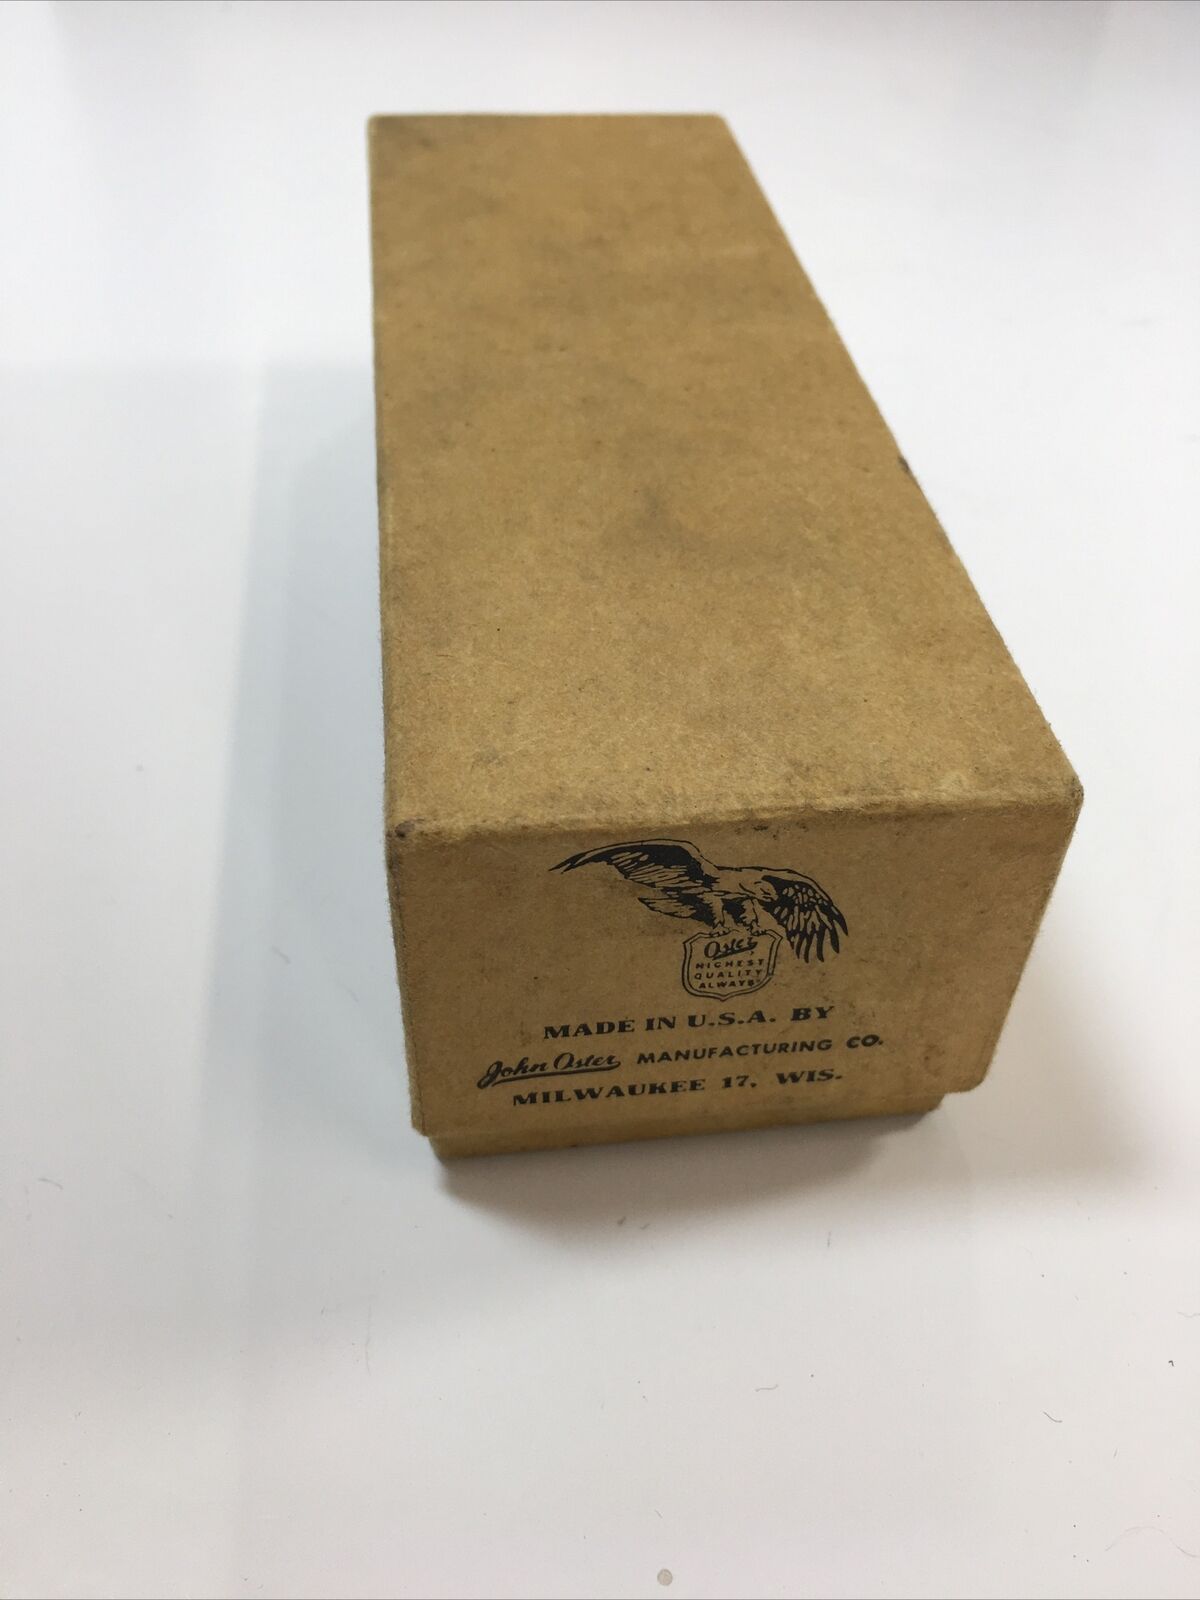 Oster
HIGHEST
QUALITY
ALWAYS
MADE IN U.S.A. BY
John Oster MANUFACTURING CO.
MILWAUKEE 17, WIS.